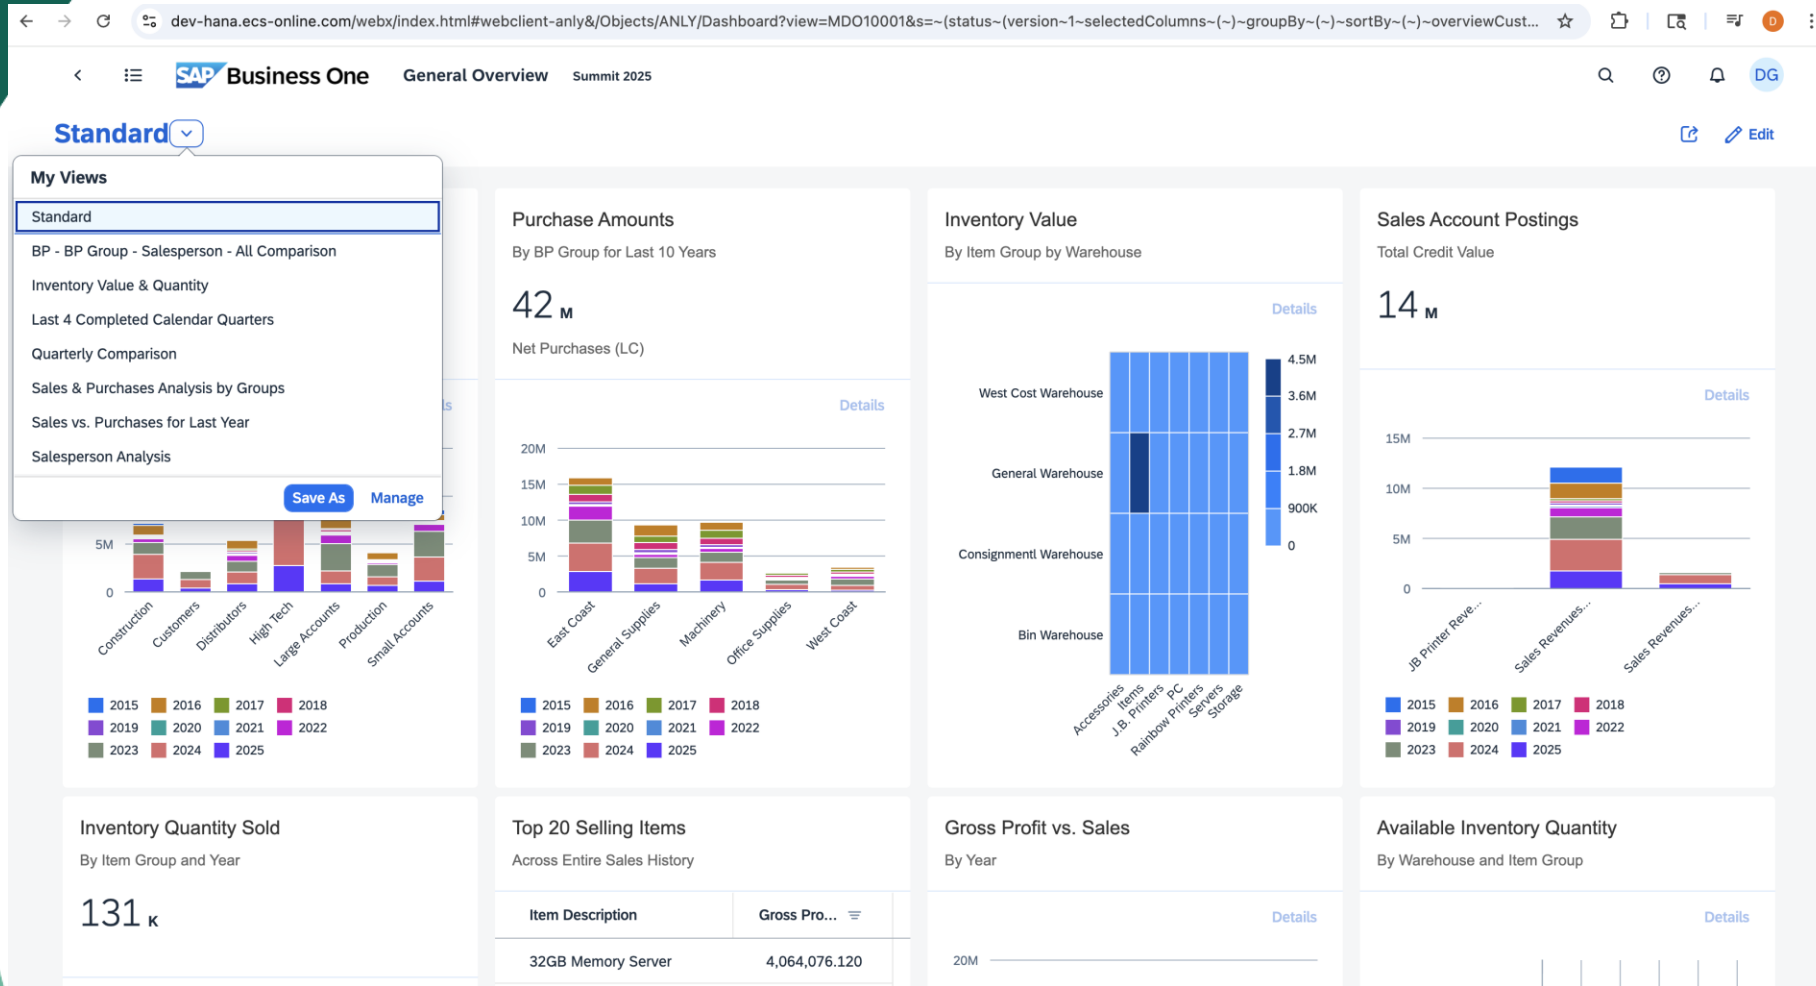 dev-hana.ecs-online.com/webx/index.html#webclient-anly&/Objects/ANLY/Dashboard?view=MDO10001&s=~(status~(version~1~selectedColumns~(~)~groupBy~(~)~sortBy~(~)~overviewCust...
D
SAP Business One
General Overview
Summit 2025
DG
Standard
Edit
My Views
Standard
BP - BP Group - Salesperson - All Comparison
Inventory Value & Quantity
Last 4 Completed Calendar Quarters
Quarterly Comparison
Sales & Purchases Analysis by Groups
Sales vs. Purchases for Last Year
Salesperson Analysis
Save As
Manage
5M
0
Construction
Customers
Distributors
High Tech
Large Accounts
Production
Small Accounts
2015 2016 2017 2018
2019 2020 2021 2022
2023 2024 2025
Purchase Amounts
By BP Group for Last 10 Years
42 M
Net Purchases (LC)
Details
20M
15M
10M
5M
0
East Coast
General Supplies
Machinery
Office Supplies
West Coast
2015 2016 2017 2018
2019 2020 2021 2022
2023 2024 2025
Inventory Value
By Item Group by Warehouse
Details
West Cost Warehouse
General Warehouse
Consignmentl Warehouse
Bin Warehouse
Accessories
Items
J.B. Printers
PC
Rainbow Printers
Servers
Storage
4.5M
3.6M
2.7M
1.8M
900K
0
Sales Account Postings
Total Credit Value
14 M
Details
15M
10M
5M
0
JB Printer Reve...
Sales Revenues...
Sales Revenues...
2015 2016 2017 2018
2019 2020 2021 2022
2023 2024 2025
Inventory Quantity Sold
By Item Group and Year
131 K
Top 20 Selling Items
Across Entire Sales History
Item Description
Gross Pro...
32GB Memory Server
4,064,076.120
Gross Profit vs. Sales
By Year
Details
20M
Available Inventory Quantity
By Warehouse and Item Group
Details